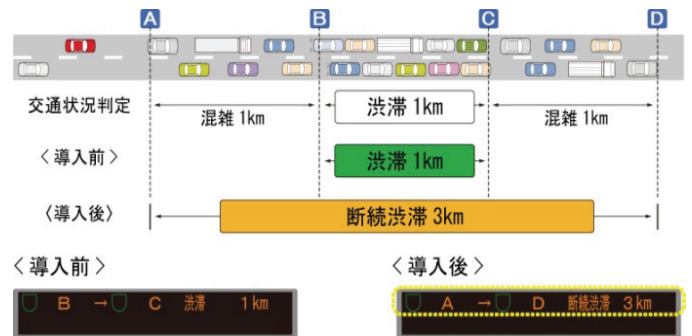 A B C D
交通状況判定 混雑 1km 渋滞 1km 混雑 1km
＜導入前＞ 渋滞 1km
〈導入後〉 断続渋滞 3km
＜導入前＞ ＜導入後＞
B → C 渋滞 1km
A → D 断続渋滞 3km